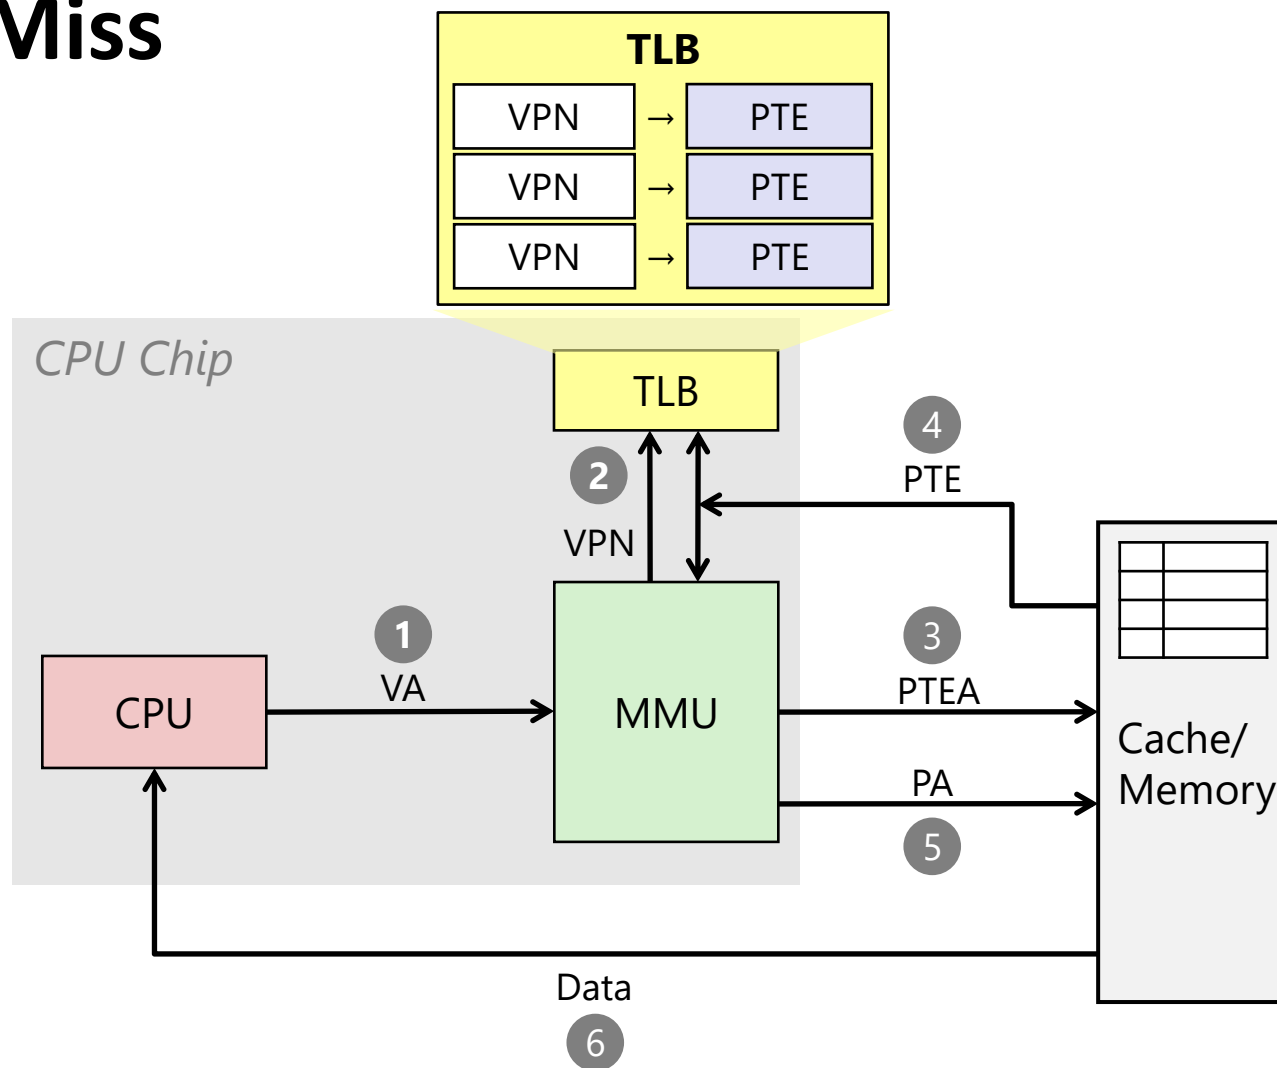 Miss
TLB
VPN → PTE
VPN → PTE
VPN → PTE
CPU Chip
TLB
4
PTE
2
VPN
1
VA
3
PTEA
CPU
MMU
Cache/
Memory
PA
5
Data
6